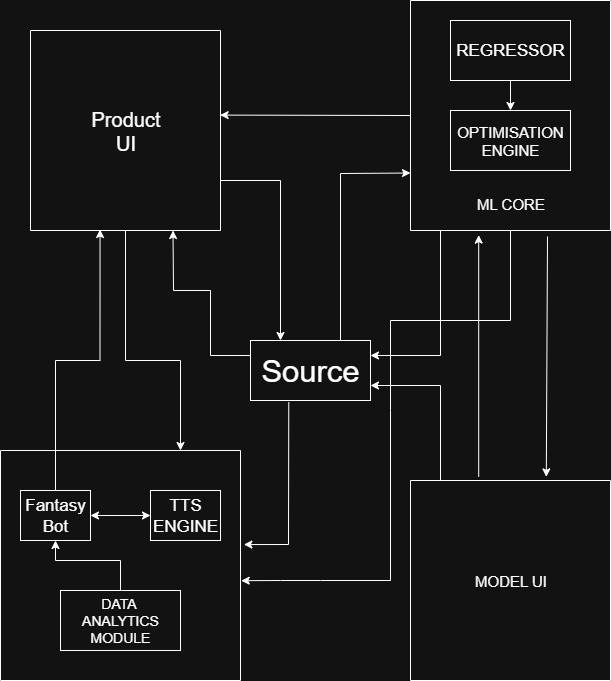 Product
UI
REGRESSOR
OPTIMISATION
ENGINE
ML CORE
Source
Fantasy
Bot
TTS
ENGINE
DATA
ANALYTICS
MODULE
MODEL UI